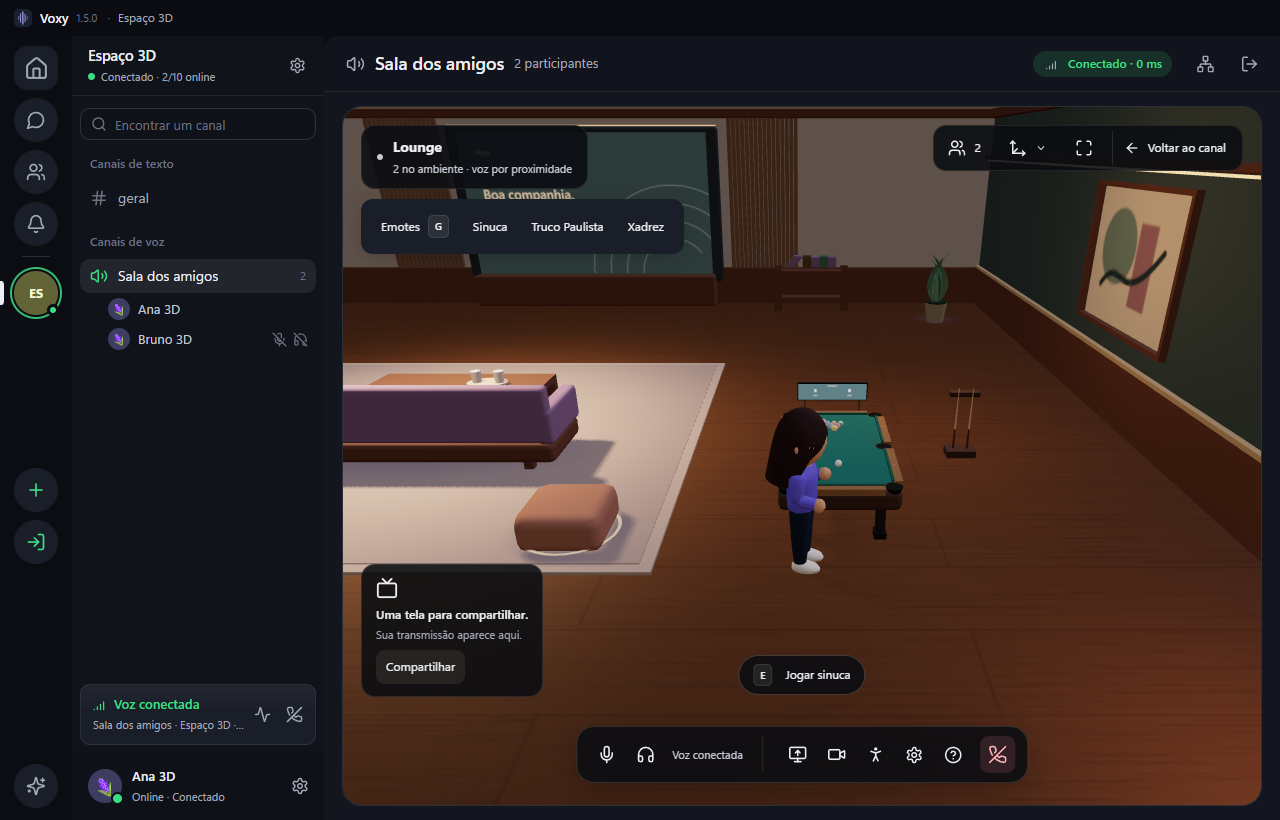 Voxy 1.5.0 · Espaço 3D
Espaço 3D
Conectado · 2/10 online
Encontrar um canal
Canais de texto
# geral
Canais de voz
ES
Sala dos amigos 2
Ana 3D
Bruno 3D
Voz conectada
Sala dos amigos · Espaço 3D ·...
Ana 3D
Online · Conectado
Sala dos amigos 2 participantes
Conectado · 0 ms
Lounge
2 no ambiente · voz por proximidade
2
Voltar ao canal
Boa companhia.
Emotes G Sinuca Truco Paulista Xadrez
Uma tela para compartilhar.
Sua transmissão aparece aqui.
Compartilhar
E Jogar sinuca
Voz conectada